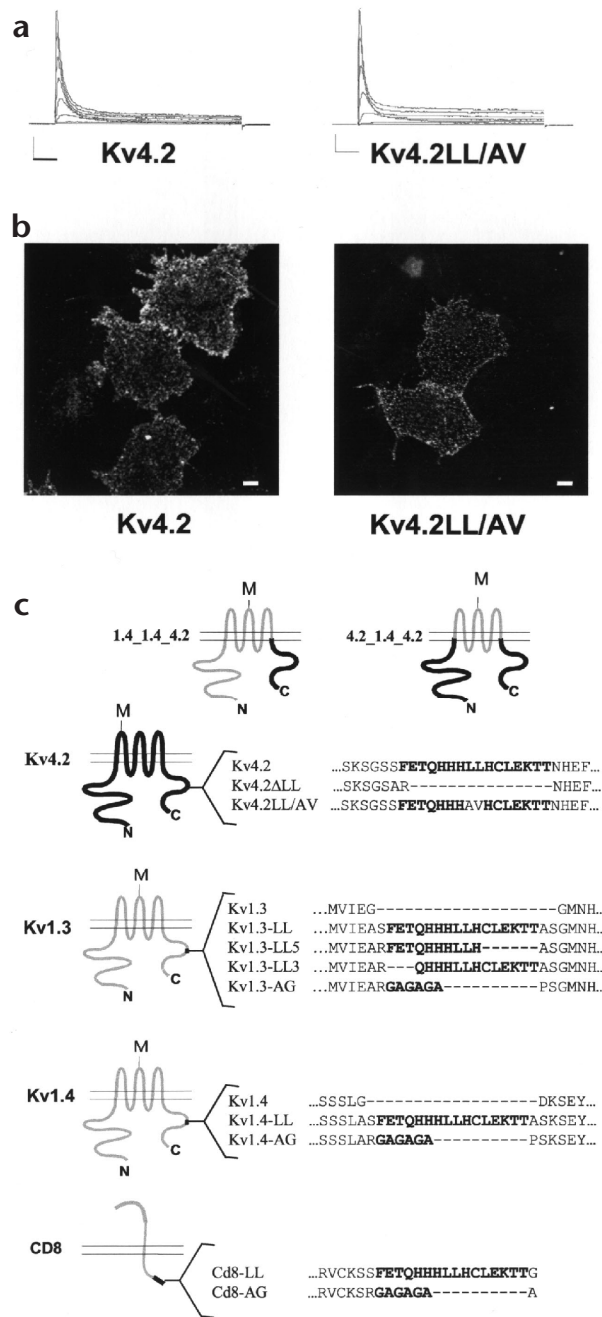 a
Kv4.2 Kv4.2LL/AV
b
Kv4.2 Kv4.2LL/AV
c
M M
1.4_1.4_4.2 4.2_1.4_4.2
C C
N N
M
Kv4.2
C
N
Kv4.2 ...SKSGSSFETQHHHLLHCLEKTTNHEF...
Kv4.2ΔLL ...SKSGSAR---------------NHEF...
Kv4.2LL/AV ...SKSGSSFETQHHHAVHCLEKTTNHEF...
M
Kv1.3
C
N
Kv1.3 ...MVIEG-------------------GMNH...
Kv1.3-LL ...MVIEASFETQHHHLLHCLEKTTASGMNH...
Kv1.3-LL5 ...MVIEARFETQHHHLLH------ASGMNH...
Kv1.3-LL3 ...MVIEAR---QHHHLLHCLEKTTASGMNH...
Kv1.3-AG ...MVIEARGAGAGA----------PSGMNH...
M
Kv1.4
C
N
Kv1.4 ...SSSLG------------------DKSEY...
Kv1.4-LL ...SSSLASFETQHHHLLHCLEKTTASKSEY...
Kv1.4-AG ...SSSLARGAGAGA----------PSKSEY...
CD8
Cd8-LL ...RVCKSSFETQHHHLLHCLEKTTG
Cd8-AG ...RVCKSRGAGAGA----------A